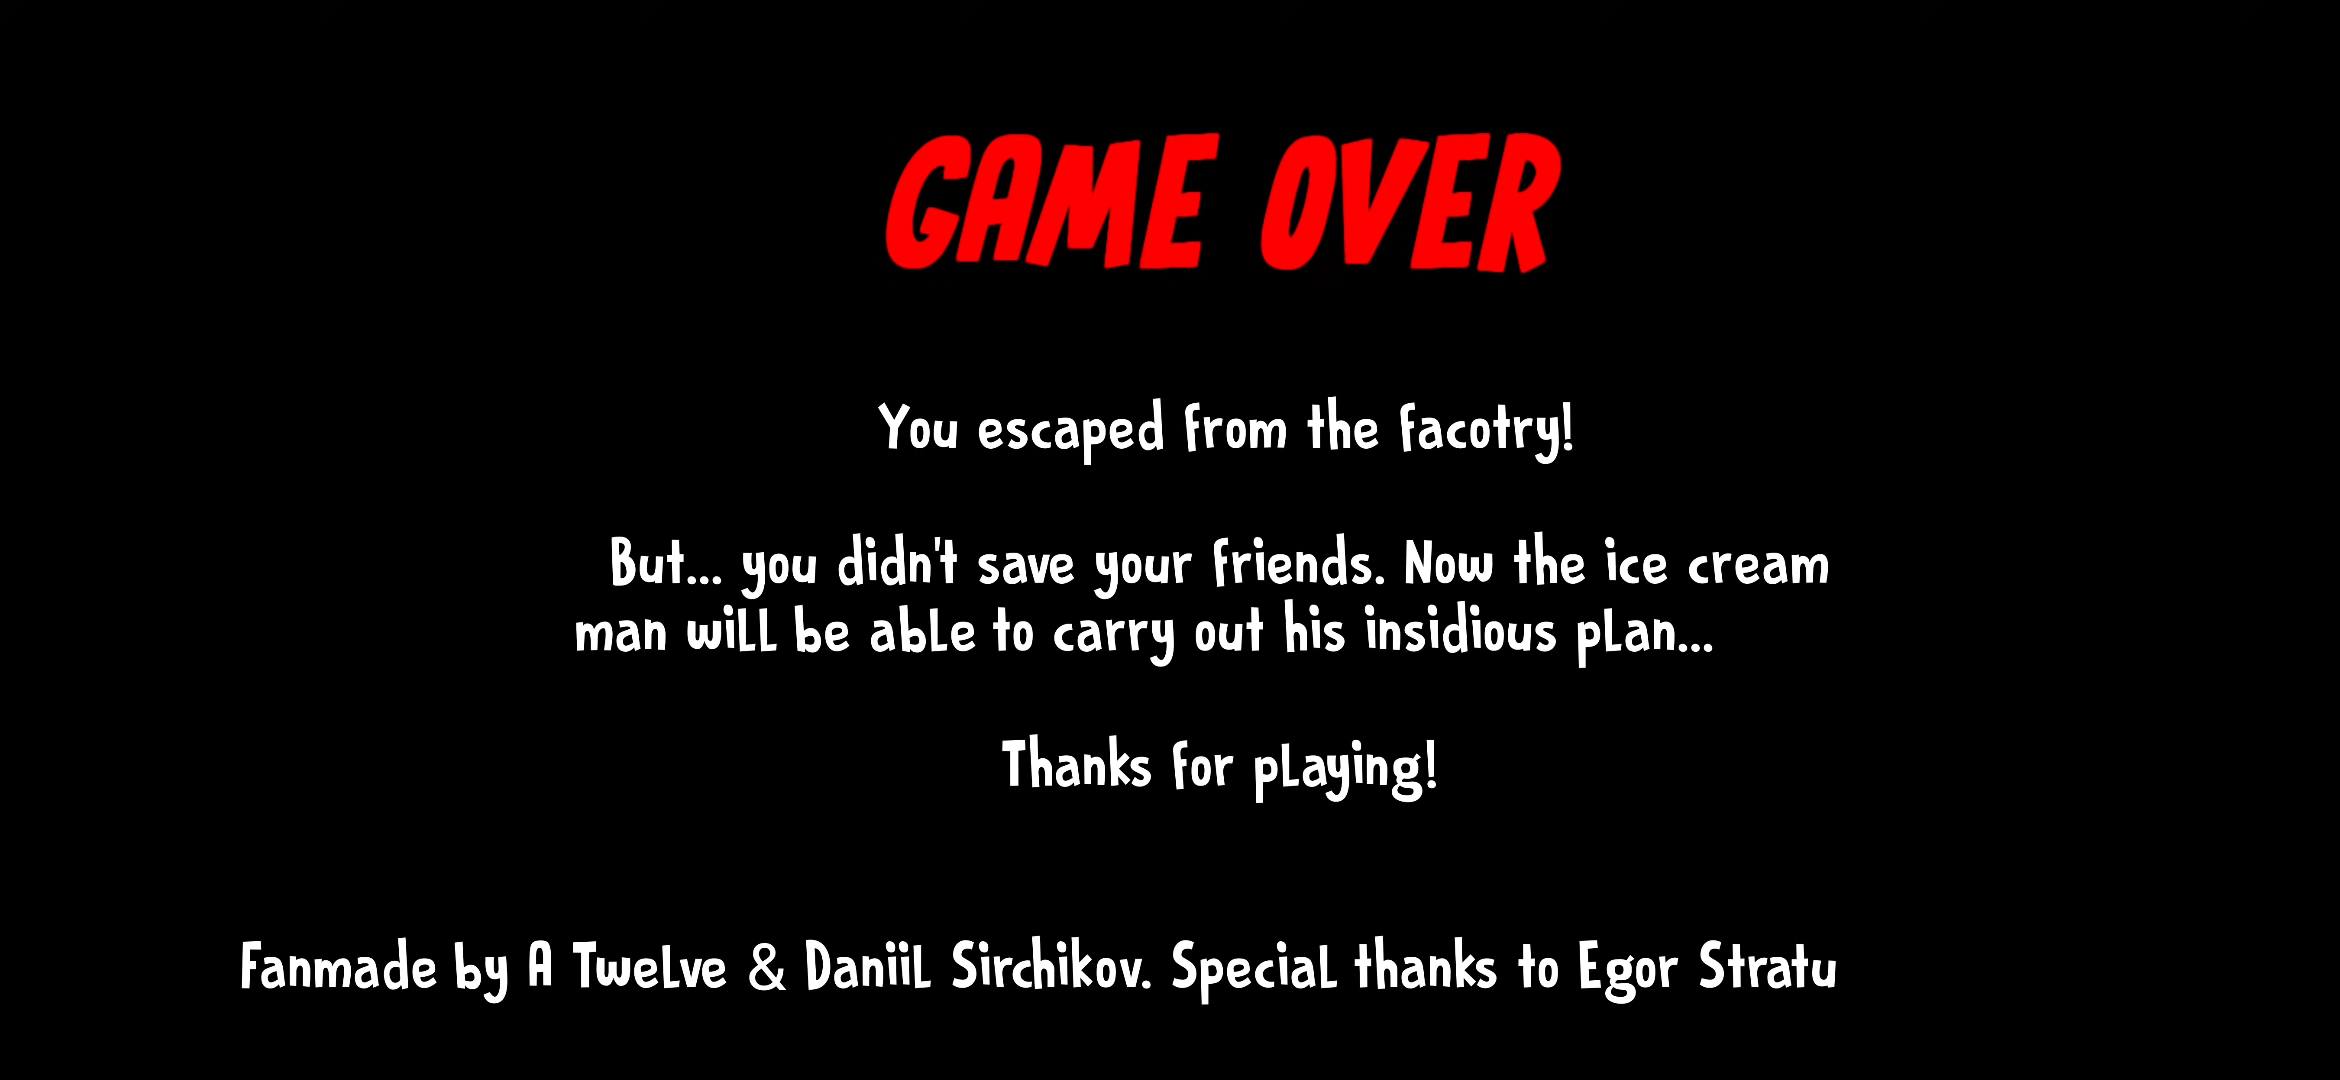 GAME OVER
You escaped from the facotry!
But... you didn't save your friends. Now the ice cream
man will be able to carry out his insidious plan...
Thanks for playing!
Fanmade by A Twelve & Daniil Sirchikov. Special thanks to Egor Stratu